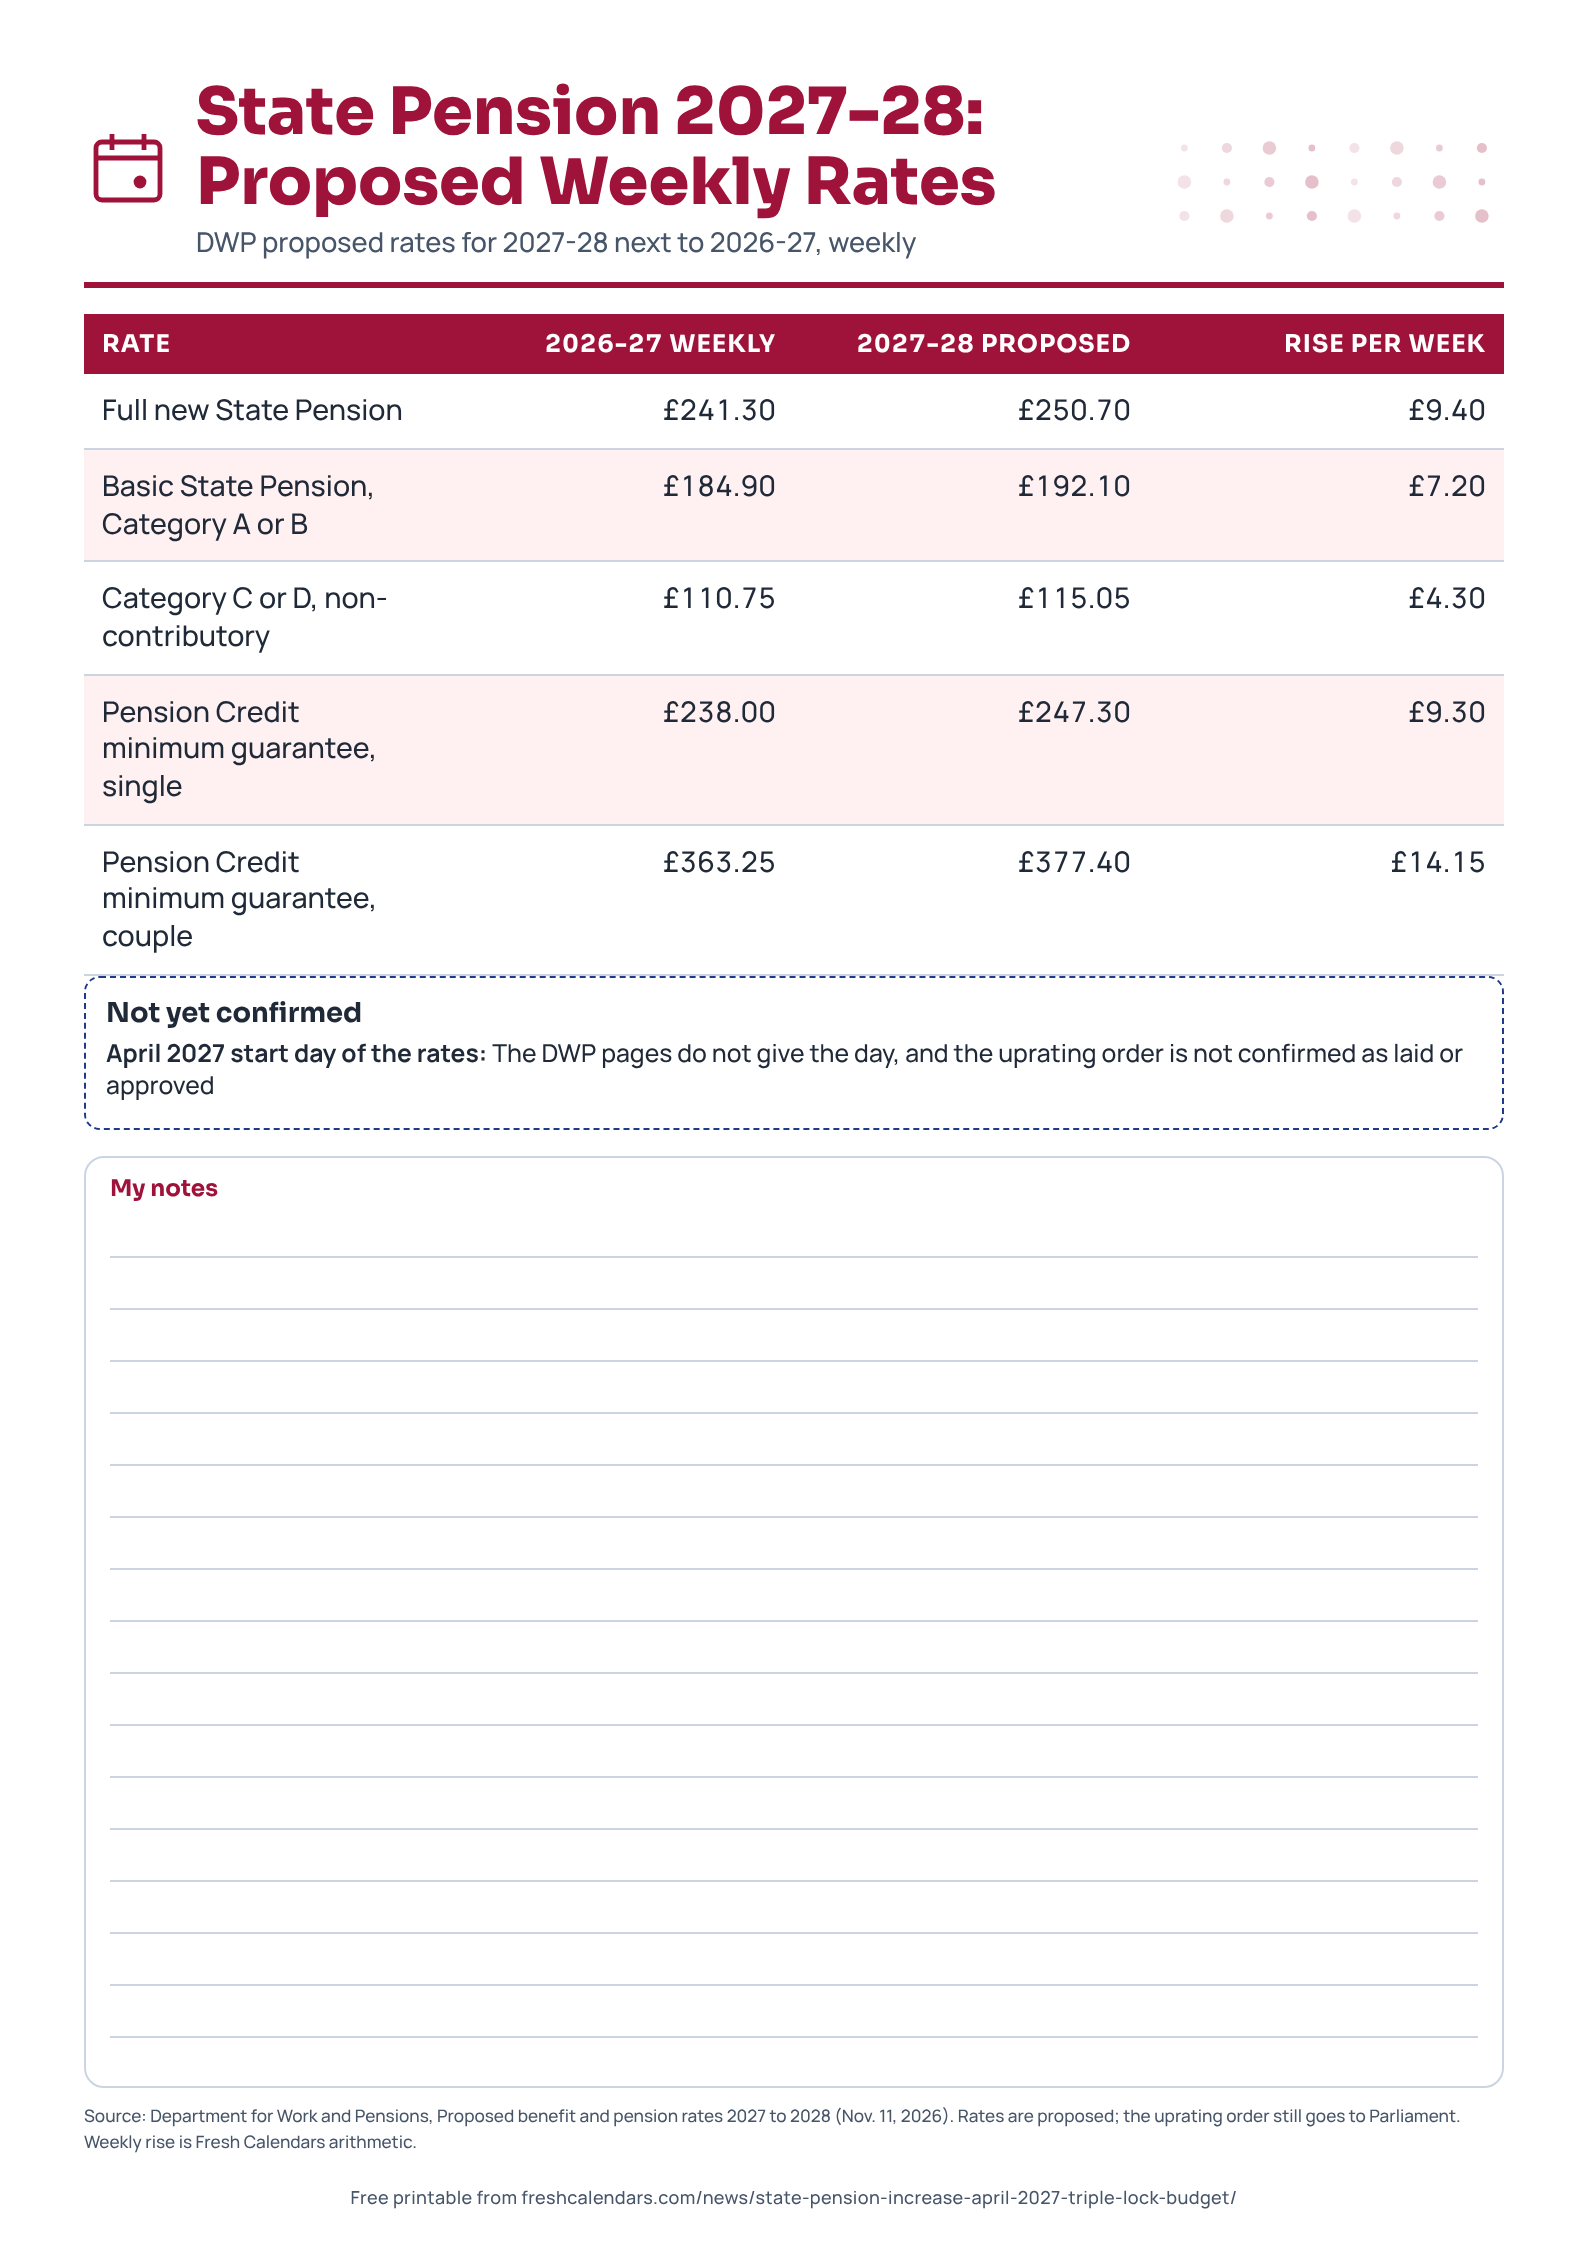 State Pension 2027-28:
Proposed Weekly Rates
DWP proposed rates for 2027-28 next to 2026-27, weekly
RATE 2026-27 WEEKLY 2027-28 PROPOSED RISE PER WEEK
Full new State Pension £241.30 £250.70 £9.40
Basic State Pension, £184.90 £192.10 £7.20
Category A or B
Category C or D, non- £110.75 £115.05 £4.30
contributory
Pension Credit £238.00 £247.30 £9.30
minimum guarantee,
single
Pension Credit £363.25 £377.40 £14.15
minimum guarantee,
couple
Not yet confirmed
April 2027 start day of the rates: The DWP pages do not give the day, and the uprating order is not confirmed as laid or
approved
My notes
Source: Department for Work and Pensions, Proposed benefit and pension rates 2027 to 2028 (Nov. 11, 2026). Rates are proposed; the uprating order still goes to Parliament.
Weekly rise is Fresh Calendars arithmetic.
Free printable from freshcalendars.com/news/state-pension-increase-april-2027-triple-lock-budget/